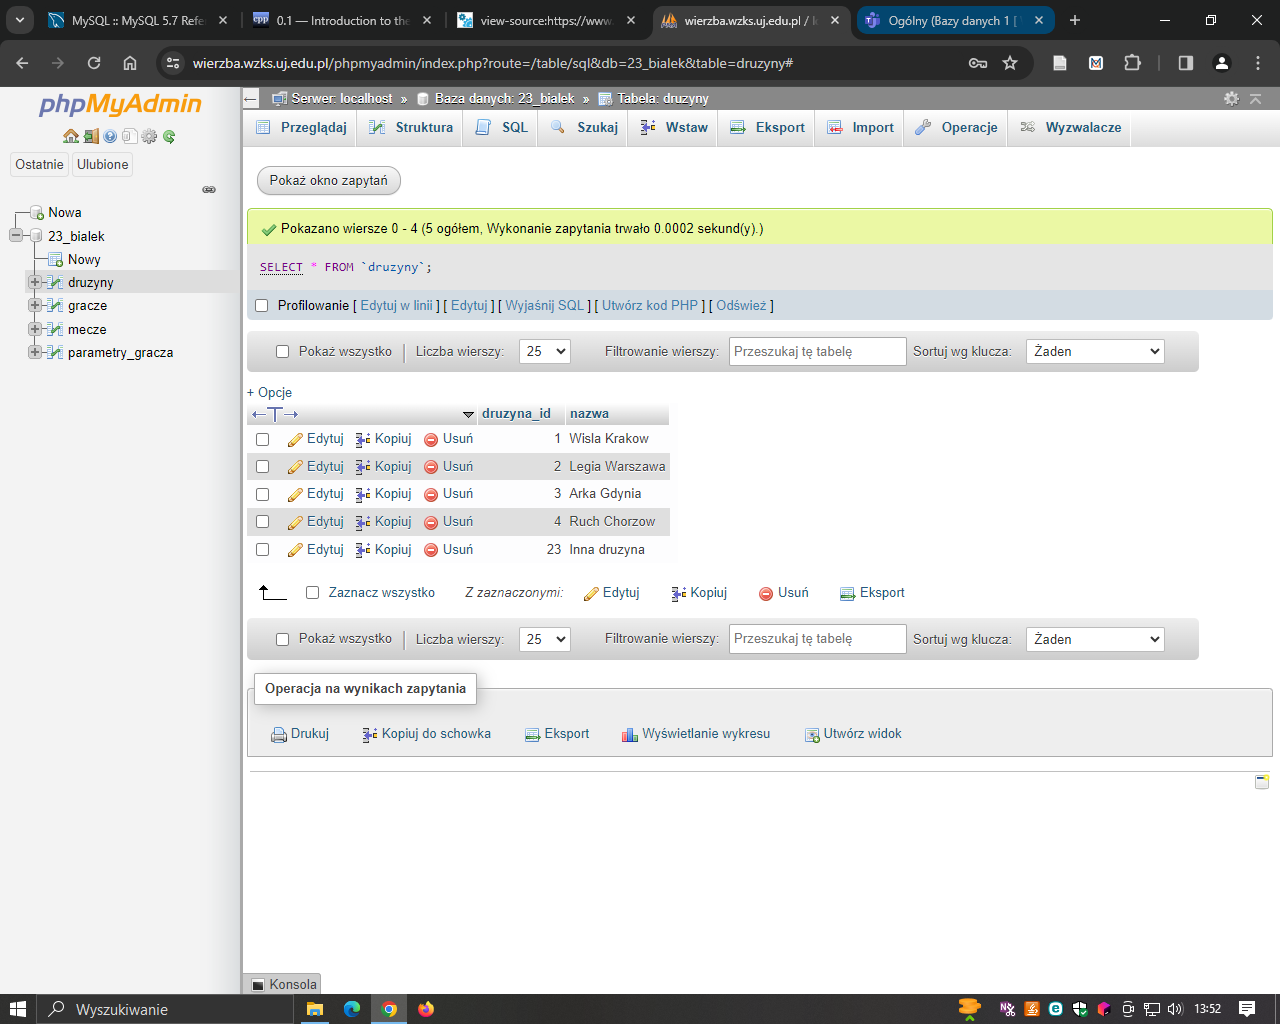 MySQL :: MySQL 5.7 Refer
0.1 — Introduction to the
view-source:https://www.
wierzba.wzks.uj.edu.pl / k
Ogólny (Bazy danych 1 [
wierzba.wzks.uj.edu.pl/phpmyadmin/index.php?route=/table/sql&db=23_bialek&table=druzyny#
phpMyAdmin
Ostatnie Ulubione
Nowa
23_bialek
Nowy
druzyny
gracze
mecze
parametry_gracza
Serwer: localhost » Baza danych: 23_bialek » Tabela: druzyny
Przeglądaj Struktura SQL Szukaj Wstaw Eksport Import Operacje Wyzwalacze
Pokaż okno zapytań
Pokazano wiersze 0 - 4 (5 ogółem, Wykonanie zapytania trwało 0.0002 sekund(y).)
SELECT * FROM `druzyny`;
Profilowanie [ Edytuj w linii ] [ Edytuj ] [ Wyjaśnij SQL ] [ Utwórz kod PHP ] [ Odśwież ]
Pokaż wszystko Liczba wierszy: 25 Filtrowanie wierszy: Przeszukaj tę tabelę Sortuj wg klucza: Żaden
+ Opcje
←T→ druzyna_id nazwa
Edytuj Kopiuj Usuń 1 Wisla Krakow
Edytuj Kopiuj Usuń 2 Legia Warszawa
Edytuj Kopiuj Usuń 3 Arka Gdynia
Edytuj Kopiuj Usuń 4 Ruch Chorzow
Edytuj Kopiuj Usuń 23 Inna druzyna
Zaznacz wszystko Z zaznaczonymi: Edytuj Kopiuj Usuń Eksport
Pokaż wszystko Liczba wierszy: 25 Filtrowanie wierszy: Przeszukaj tę tabelę Sortuj wg klucza: Żaden
Operacja na wynikach zapytania
Drukuj Kopiuj do schowka Eksport Wyświetlanie wykresu Utwórz widok
Konsola
Wyszukiwanie
13:52